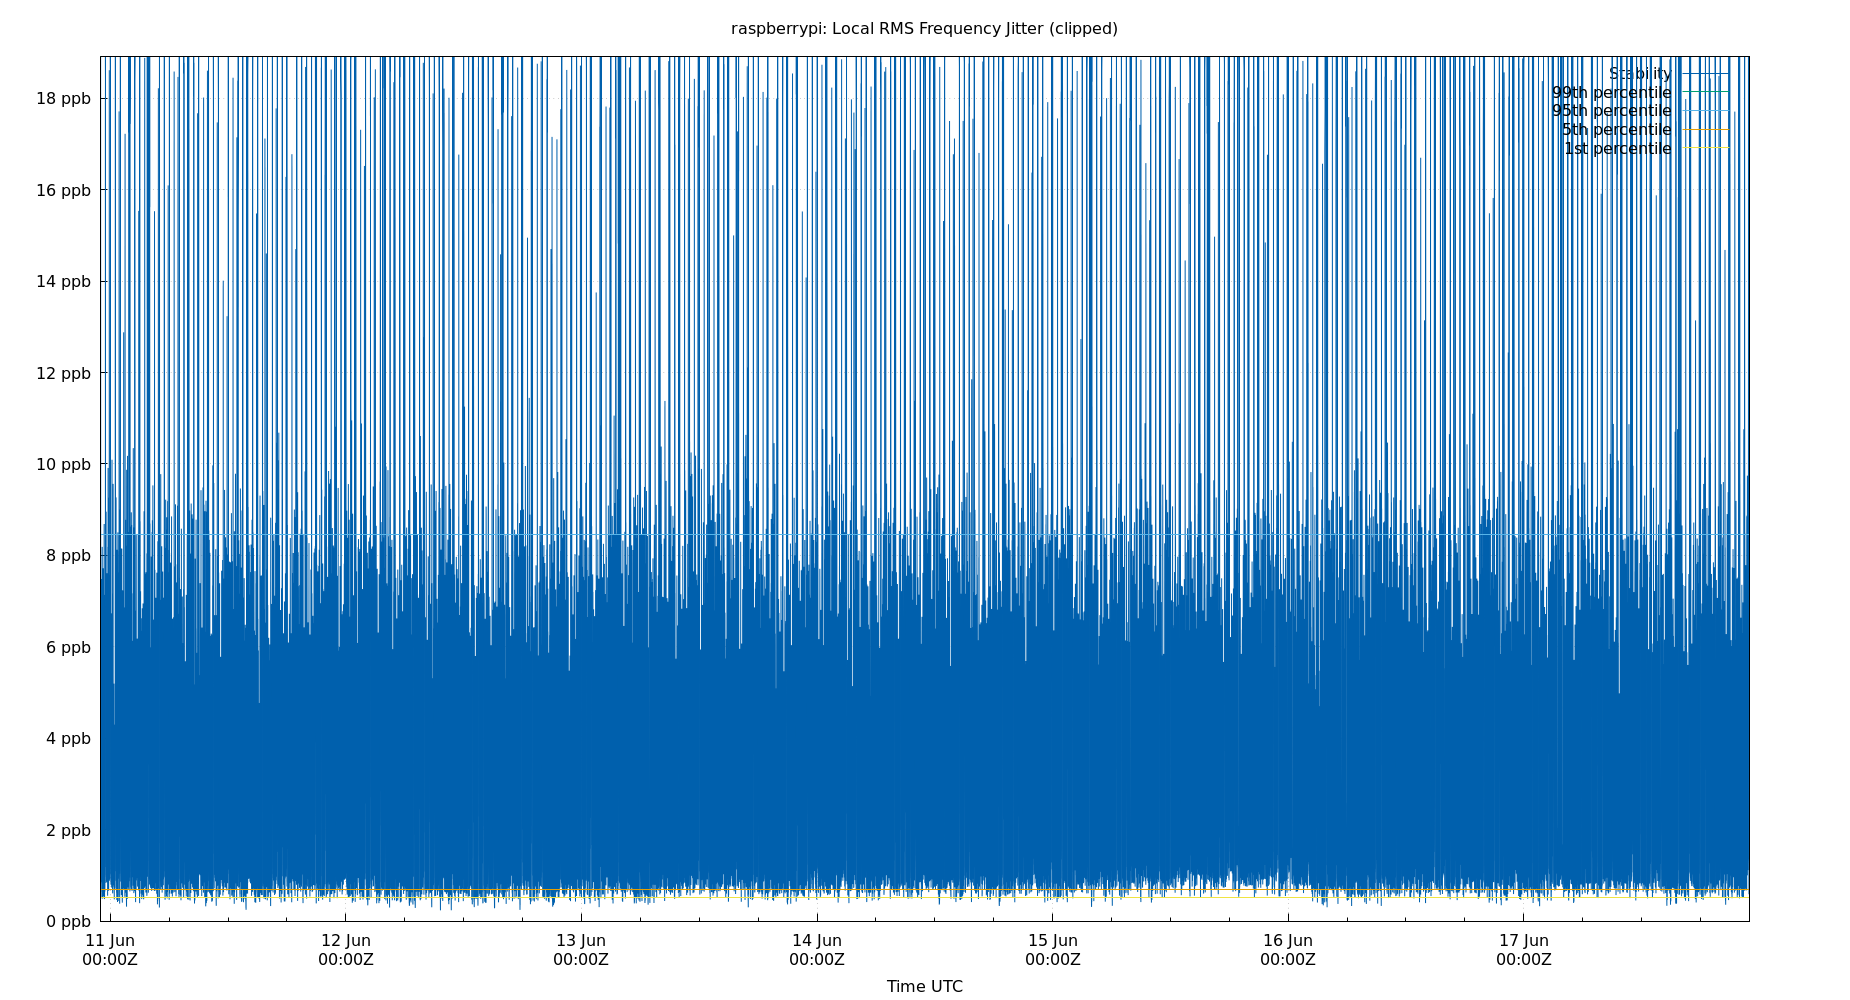 raspberrypi: Local RMS Frequency Jitter (clipped)
Stability
99th percentile
95th percentile
5th percentile
1st percentile
18 ppb
16 ppb
14 ppb
12 ppb
10 ppb
8 ppb
6 ppb
4 ppb
2 ppb
0 ppb
11 Jun 12 Jun 13 Jun 14 Jun 15 Jun 16 Jun 17 Jun
00:00Z 00:00Z 00:00Z 00:00Z 00:00Z 00:00Z 00:00Z
Time UTC